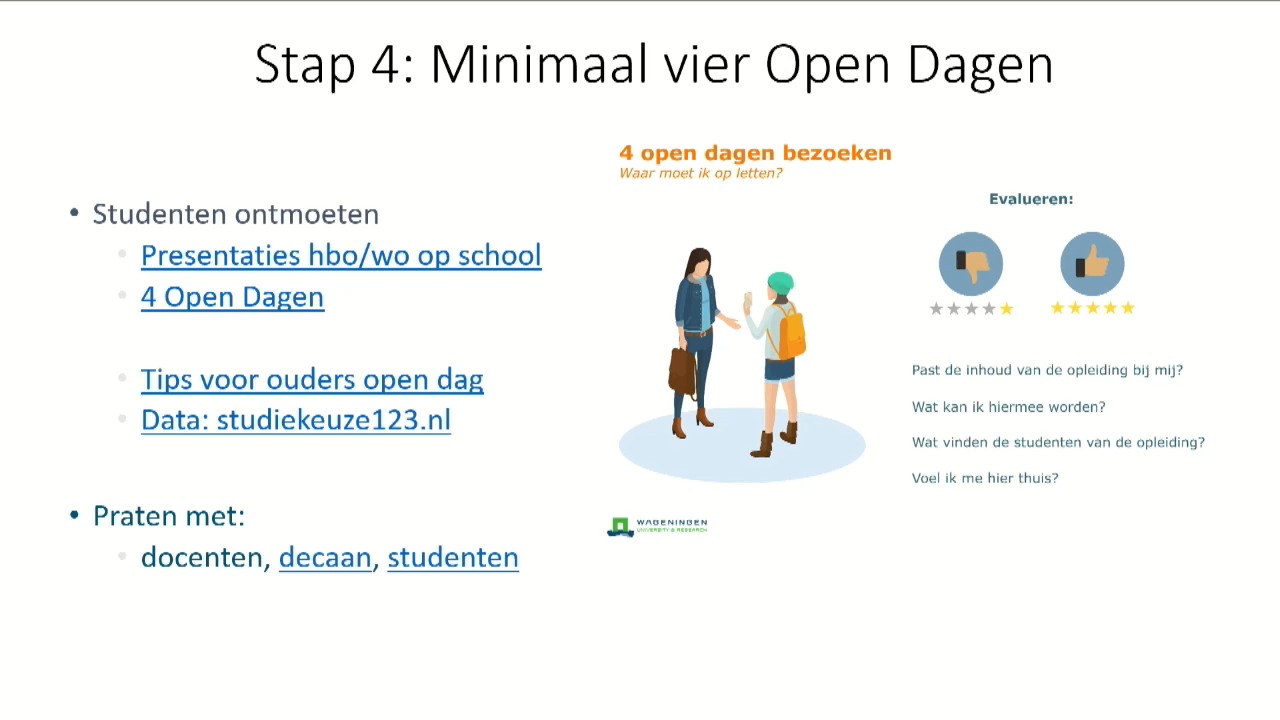 Stap 4: Minimaal vier Open Dagen
• Studenten ontmoeten
• Presentaties hbo/wo op school
• 4 Open Dagen
• Tips voor ouders open dag
• Data: studiekeuze123.nl
• Praten met:
• docenten, decaan, studenten
4 open dagen bezoeken
Waar moet ik op letten?
Evalueren:
Past de inhoud van de opleiding bij mij?
Wat kan ik hiermee worden?
Wat vinden de studenten van de opleiding?
Voel ik me hier thuis?
WAGENINGEN
UNIVERSITY & RESEARCH